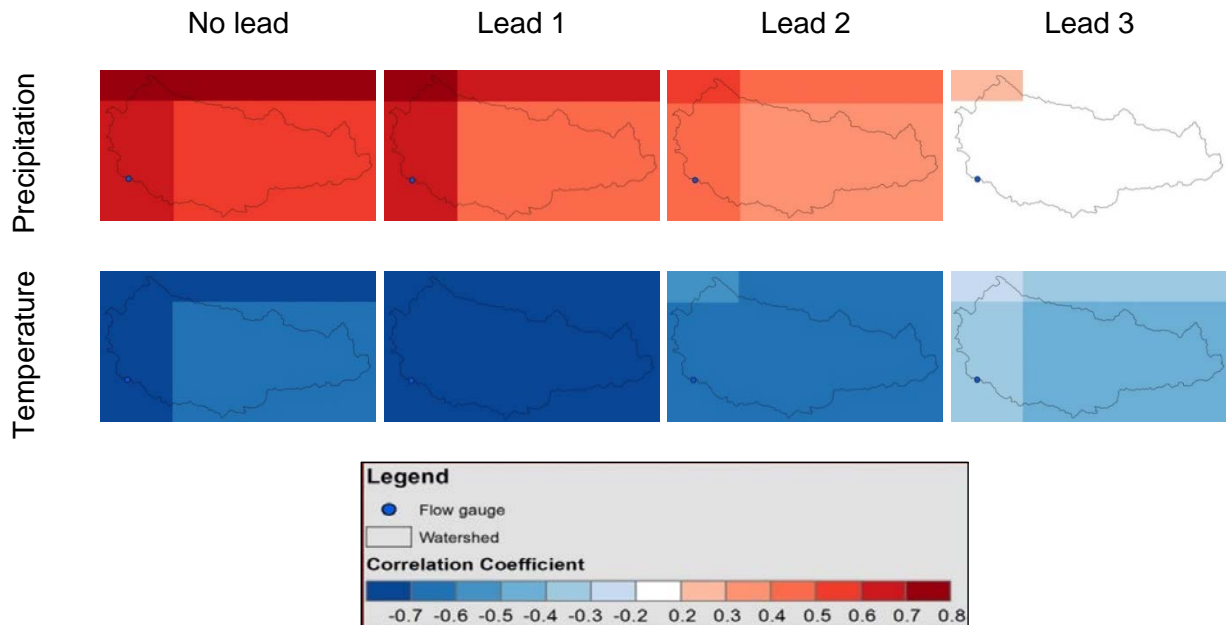 No lead Lead 1 Lead 2 Lead 3
Precipitation
Temperature
Legend
Flow gauge
Watershed
Correlation Coefficient
-0.7 -0.6 -0.5 -0.4 -0.3 -0.2 0.2 0.3 0.4 0.5 0.6 0.7 0.8